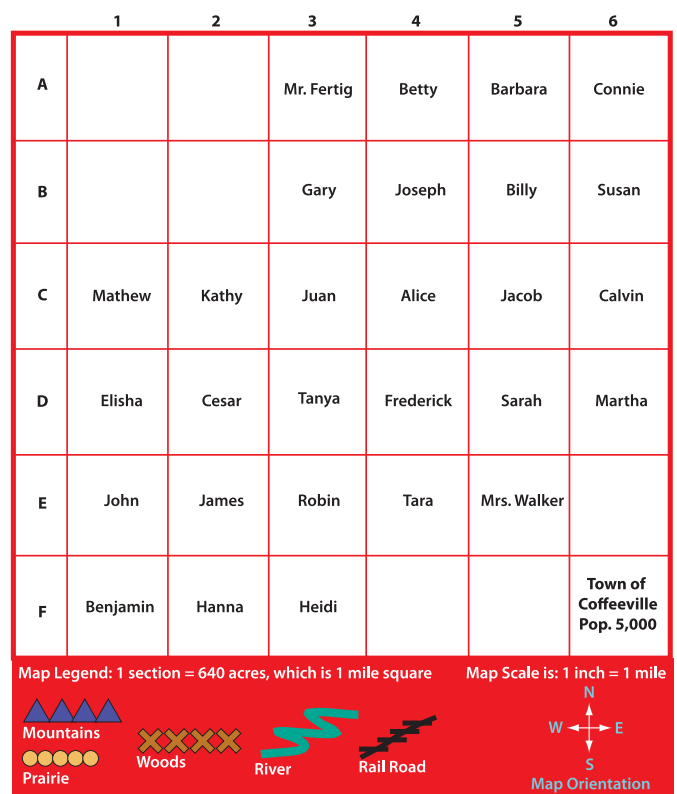 1 2 3 4 5 6
A Mr. Fertig Betty Barbara Connie
B Gary Joseph Billy Susan
C Mathew Kathy Juan Alice Jacob Calvin
D Elisha Cesar Tanya Frederick Sarah Martha
E John James Robin Tara Mrs. Walker
F Benjamin Hanna Heidi
Town of
Coffeeville
Pop. 5,000
Map Legend: 1 section = 640 acres, which is 1 mile square
Mountains
Prairie
Woods
River
Rail Road
Map Scale is: 1 inch = 1 mile
N
W E
S
Map Orientation